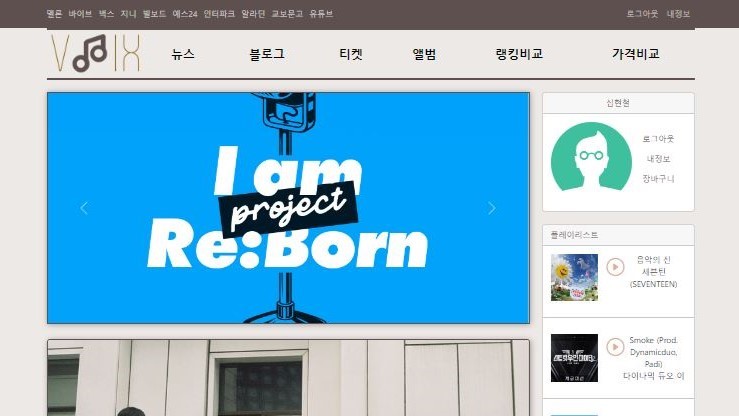 멜론 바이브 벅스 지니 빌보드 예스24 인터파크 알라딘 교보문고 유튜브
로그아웃 내정보
뉴스 블로그 티켓 앨범 랭킹비교 가격비교
I am
project
Re:Born
심현철
로그아웃
내정보
장바구니
플레이리스트
음악의 신
세븐틴
(SEVENTEEN)
Smoke (Prod.
Dynamicduo,
Padi)
다이나믹 듀오 이